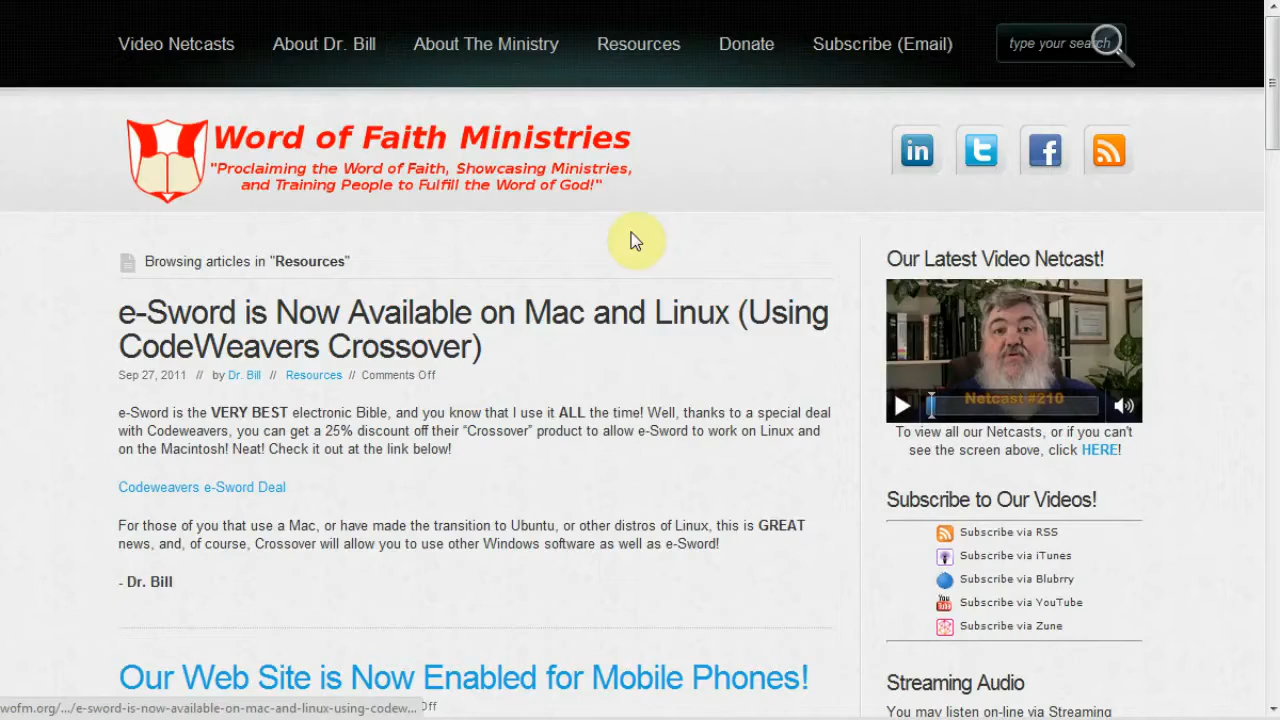 Video Netcasts About Dr. Bill About The Ministry Resources Donate Subscribe (Email) type your search
Word of Faith Ministries
"Proclaiming the Word of Faith, Showcasing Ministries,
and Training People to Fulfill the Word of God!"
Browsing articles in "Resources"
e-Sword is Now Available on Mac and Linux (Using
CodeWeavers Crossover)
Sep 27, 2011 // by Dr. Bill // Resources // Comments Off
e-Sword is the VERY BEST electronic Bible, and you know that I use it ALL the time! Well, thanks to a special deal
with Codeweavers, you can get a 25% discount off their “Crossover” product to allow e-Sword to work on Linux and
on the Macintosh! Neat! Check it out at the link below!
Codeweavers e-Sword Deal
For those of you that use a Mac, or have made the transition to Ubuntu, or other distros of Linux, this is GREAT
news, and, of course, Crossover will allow you to use other Windows software as well as e-Sword!
- Dr. Bill
Our Web Site is Now Enabled for Mobile Phones!
Off
wofm.org/.../e-sword-is-now-available-on-mac-and-linux-using-codew...
Our Latest Video Netcast!
Netcast #210
To view all our Netcasts, or if you can't
see the screen above, click HERE!
Subscribe to Our Videos!
Subscribe via RSS
Subscribe via iTunes
Subscribe via Blubrry
Subscribe via YouTube
Subscribe via Zune
Streaming Audio
You may listen on-line via Streaming